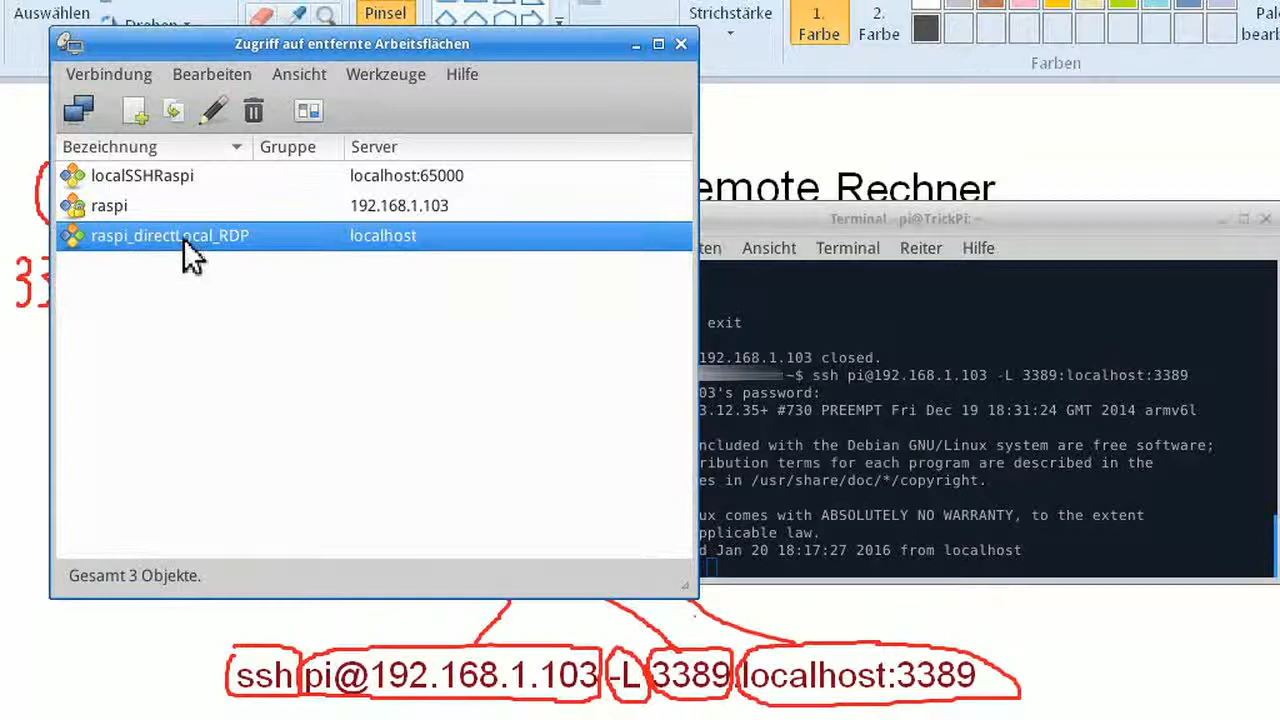 Auswählen
Drehen
Pinsel
Strichstärke
1.
Farbe
2.
Farbe
Farben
Zugriff auf entfernte Arbeitsflächen
Verbindung Bearbeiten Ansicht Werkzeuge Hilfe
Bezeichnung Gruppe Server
localSSHRaspi localhost:65000
raspi 192.168.1.103
raspi_directLocal_RDP localhost
Gesamt 3 Objekte.
emote Rechner
33
Terminal - pi@TrickPi: ~
ten Ansicht Terminal Reiter Hilfe
exit
192.168.1.103 closed.
~$ ssh pi@192.168.1.103 -L 3389:localhost:3389
03's password:
3.12.35+ #730 PREEMPT Fri Dec 19 18:31:24 GMT 2014 armv6l
ncluded with the Debian GNU/Linux system are free software;
ribution terms for each program are described in the
es in /usr/share/doc/*/copyright.
ux comes with ABSOLUTELY NO WARRANTY, to the extent
pplicable law.
d Jan 20 18:17:27 2016 from localhost
ssh pi@192.168.1.103 -L 3389:localhost:3389